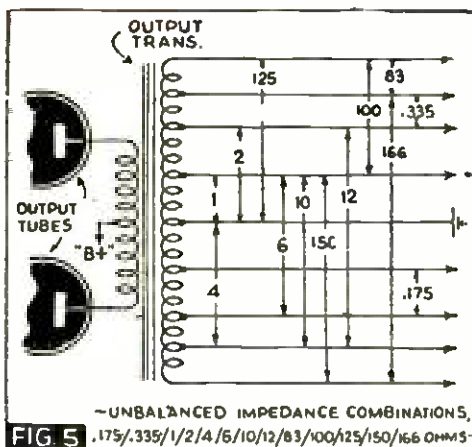 OUTPUT
TRANS.
125
83
100
.335
2
166
1
10
12
OUTPUT
TUBES
"B+"
6
150
4
.175
~UNBALANCED IMPEDANCE COMBINATIONS,
FIG. 5 .175/.335/1/2/4/6/10/12/83/100/125/150/166 OHMS~